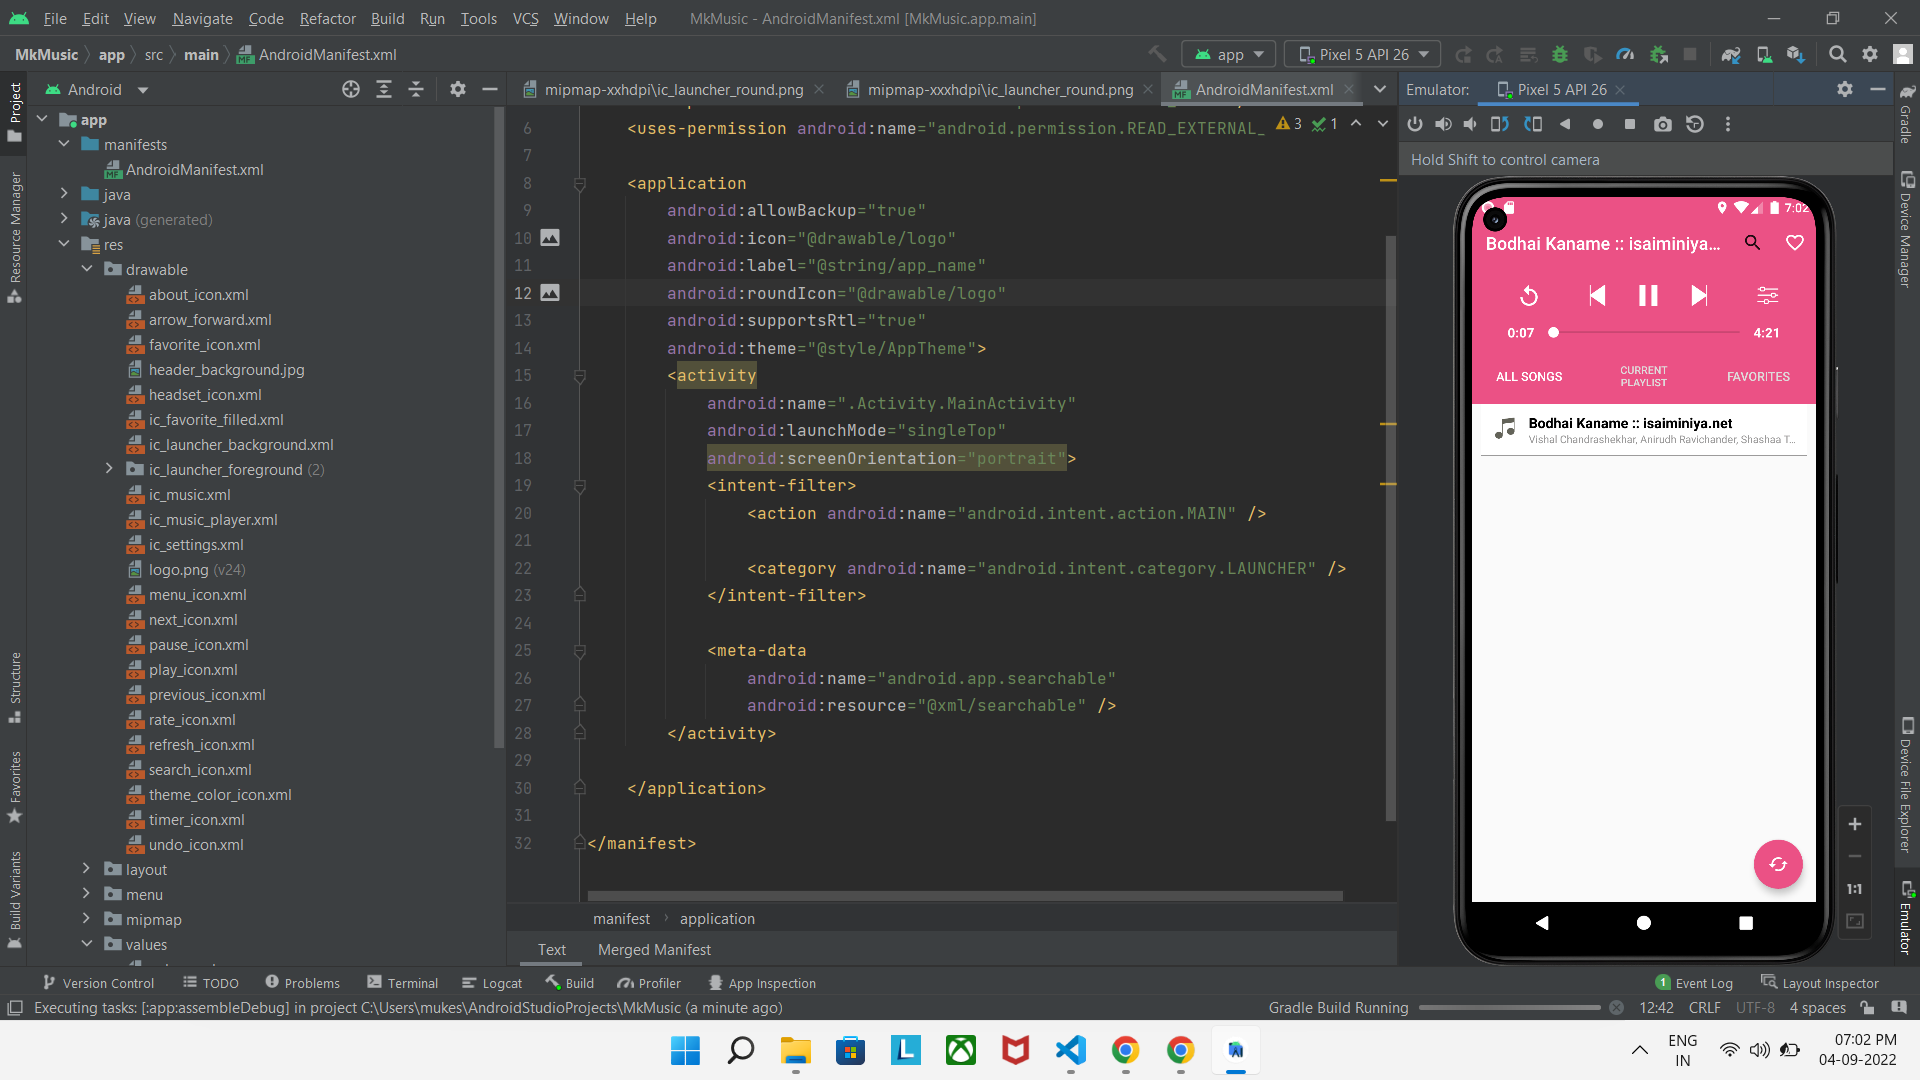 File Edit View Navigate Code Refactor Build Run Tools VCS Window Help MkMusic - AndroidManifest.xml [MkMusic.app.main]
MkMusic app src main AndroidManifest.xml app Pixel 5 API 26
Android mipmap-xxhdpi\ic_launcher_round.png mipmap-xxxhdpi\ic_launcher_round.png AndroidManifest.xml Emulator: Pixel 5 API 26
Project
Resource Manager
Structure
Favorites
Build Variants
app
manifests
AndroidManifest.xml
java
java (generated)
res
drawable
about_icon.xml
arrow_forward.xml
favorite_icon.xml
header_background.jpg
headset_icon.xml
ic_favorite_filled.xml
ic_launcher_background.xml
ic_launcher_foreground (2)
ic_music.xml
ic_music_player.xml
ic_settings.xml
logo.png (v24)
menu_icon.xml
next_icon.xml
pause_icon.xml
play_icon.xml
previous_icon.xml
rate_icon.xml
refresh_icon.xml
search_icon.xml
theme_color_icon.xml
timer_icon.xml
undo_icon.xml
layout
menu
mipmap
values
6 <uses-permission android:name="android.permission.READ_EXTERNAL_ 3 1
7
8 <application
9 android:allowBackup="true"
10 android:icon="@drawable/logo"
11 android:label="@string/app_name"
12 android:roundIcon="@drawable/logo"
13 android:supportsRtl="true"
14 android:theme="@style/AppTheme">
15 <activity
16 android:name=".Activity.MainActivity"
17 android:launchMode="singleTop"
18 android:screenOrientation="portrait">
19 <intent-filter>
20 <action android:name="android.intent.action.MAIN" />
21
22 <category android:name="android.intent.category.LAUNCHER" />
23 </intent-filter>
24
25 <meta-data
26 android:name="android.app.searchable"
27 android:resource="@xml/searchable" />
28 </activity>
29
30 </application>
31
32 </manifest>
manifest application
Text Merged Manifest
Hold Shift to control camera
7:02
Bodhai Kaname :: isaiminiya...
0:07 4:21
ALL SONGS CURRENT PLAYLIST FAVORITES
Bodhai Kaname :: isaiminiya.net
Vishal Chandrashekhar, Anirudh Ravichander, Shashaa T...
1:1
Gradle
Device Manager
Device File Explorer
Emulator
Version Control TODO Problems Terminal Logcat Build Profiler App Inspection 1 Event Log Layout Inspector
Executing tasks: [:app:assembleDebug] in project C:\Users\mukes\AndroidStudioProjects\MkMusic (a minute ago) Gradle Build Running 12:42 CRLF UTF-8 4 spaces
ENG
IN
07:02 PM
04-09-2022